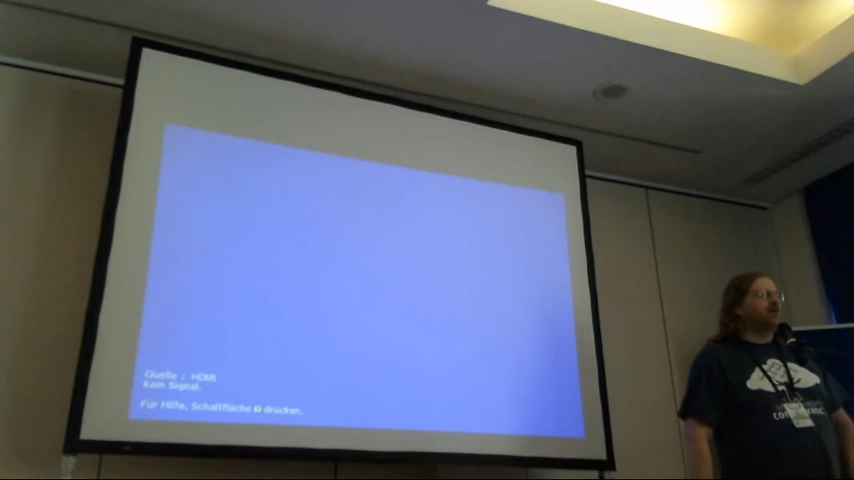 Quelle : HDMI
Kein Signal.
Für Hilfe, Schaltfläche drucken.